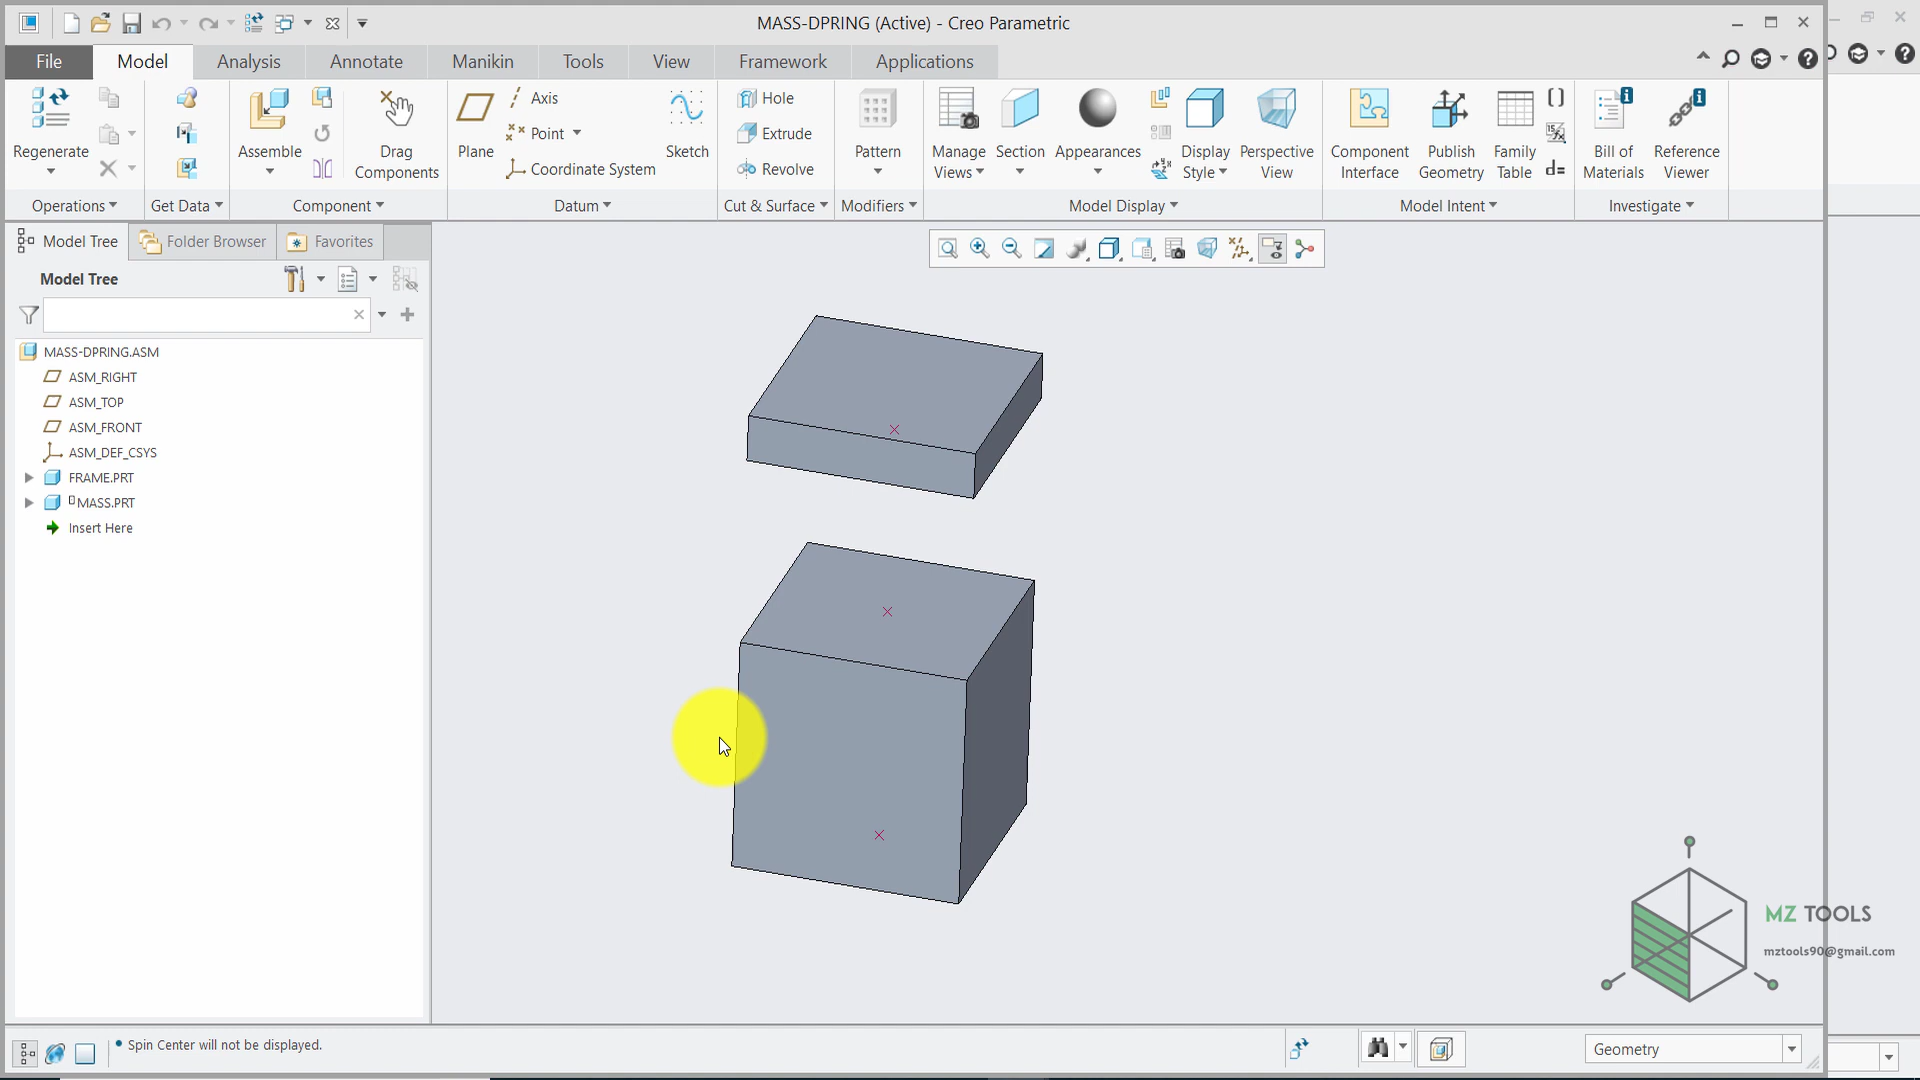 MASS-DPRING (Active) - Creo Parametric
File
Model
Analysis
Annotate
Manikin
Tools
View
Framework
Applications
Regenerate
Operations
Get Data
Assemble
Drag
Components
Component
Plane
Axis
Point
Coordinate System
Sketch
Datum
Hole
Extrude
Revolve
Cut & Surface
Pattern
Modifiers
Manage
Views
Section
Appearances
Display
Style
Perspective
View
Model Display
Component
Interface
Publish
Geometry
Family
Table
d=
Model Intent
Bill of
Materials
Reference
Viewer
Investigate
Model Tree
Folder Browser
Favorites
Model Tree
MASS-DPRING.ASM
ASM_RIGHT
ASM_TOP
ASM_FRONT
ASM_DEF_CSYS
FRAME.PRT
MASS.PRT
Insert Here
MZ TOOLS
mztools90@gmail.com
Spin Center will not be displayed.
Geometry